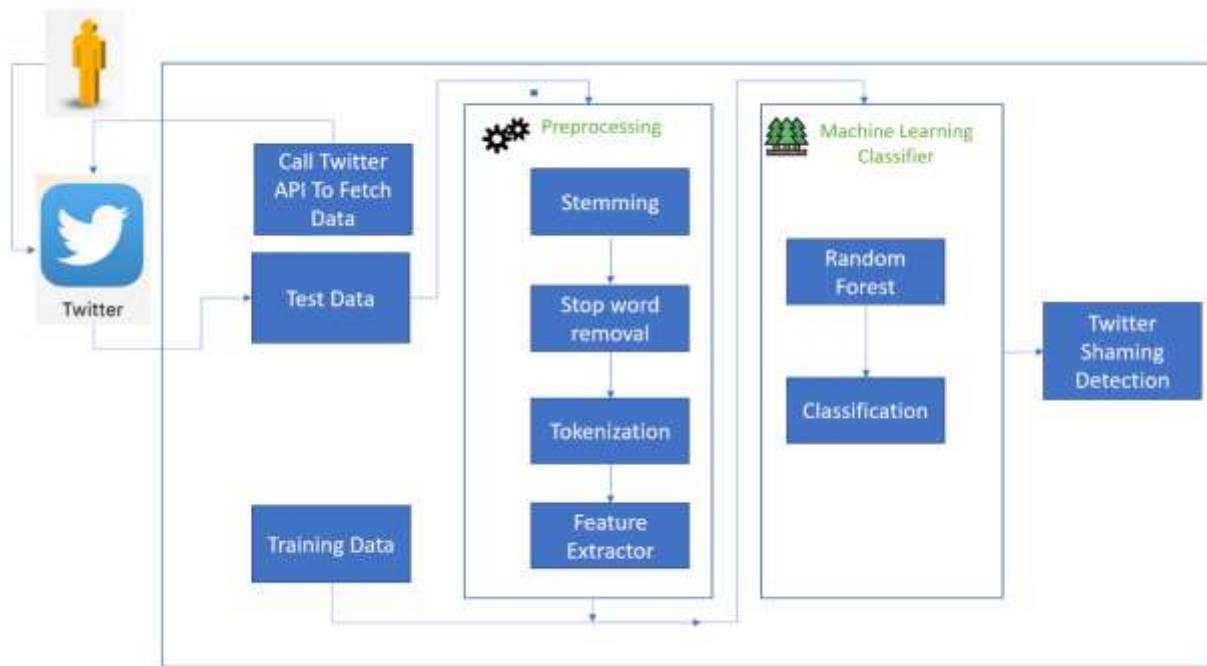 Twitter
Call Twitter
API To Fetch
Data
Test Data
Training Data
Preprocessing
Stemming
Stop word
removal
Tokenization
Feature
Extractor
Machine Learning
Classifier
Random
Forest
Classification
Twitter
Shaming
Detection